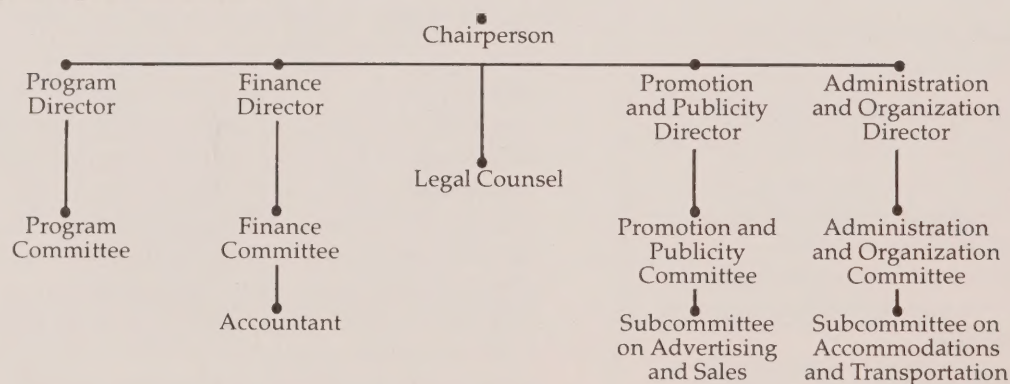 Chairperson
Program
Director
Finance
Director
Promotion
and Publicity
Director
Administration
and Organization
Director
Legal Counsel
Program
Committee
Finance
Committee
Promotion and
Publicity
Committee
Administration
and Organization
Committee
Accountant
Subcommittee
on Advertising
and Sales
Subcommittee on
Accommodations
and Transportation